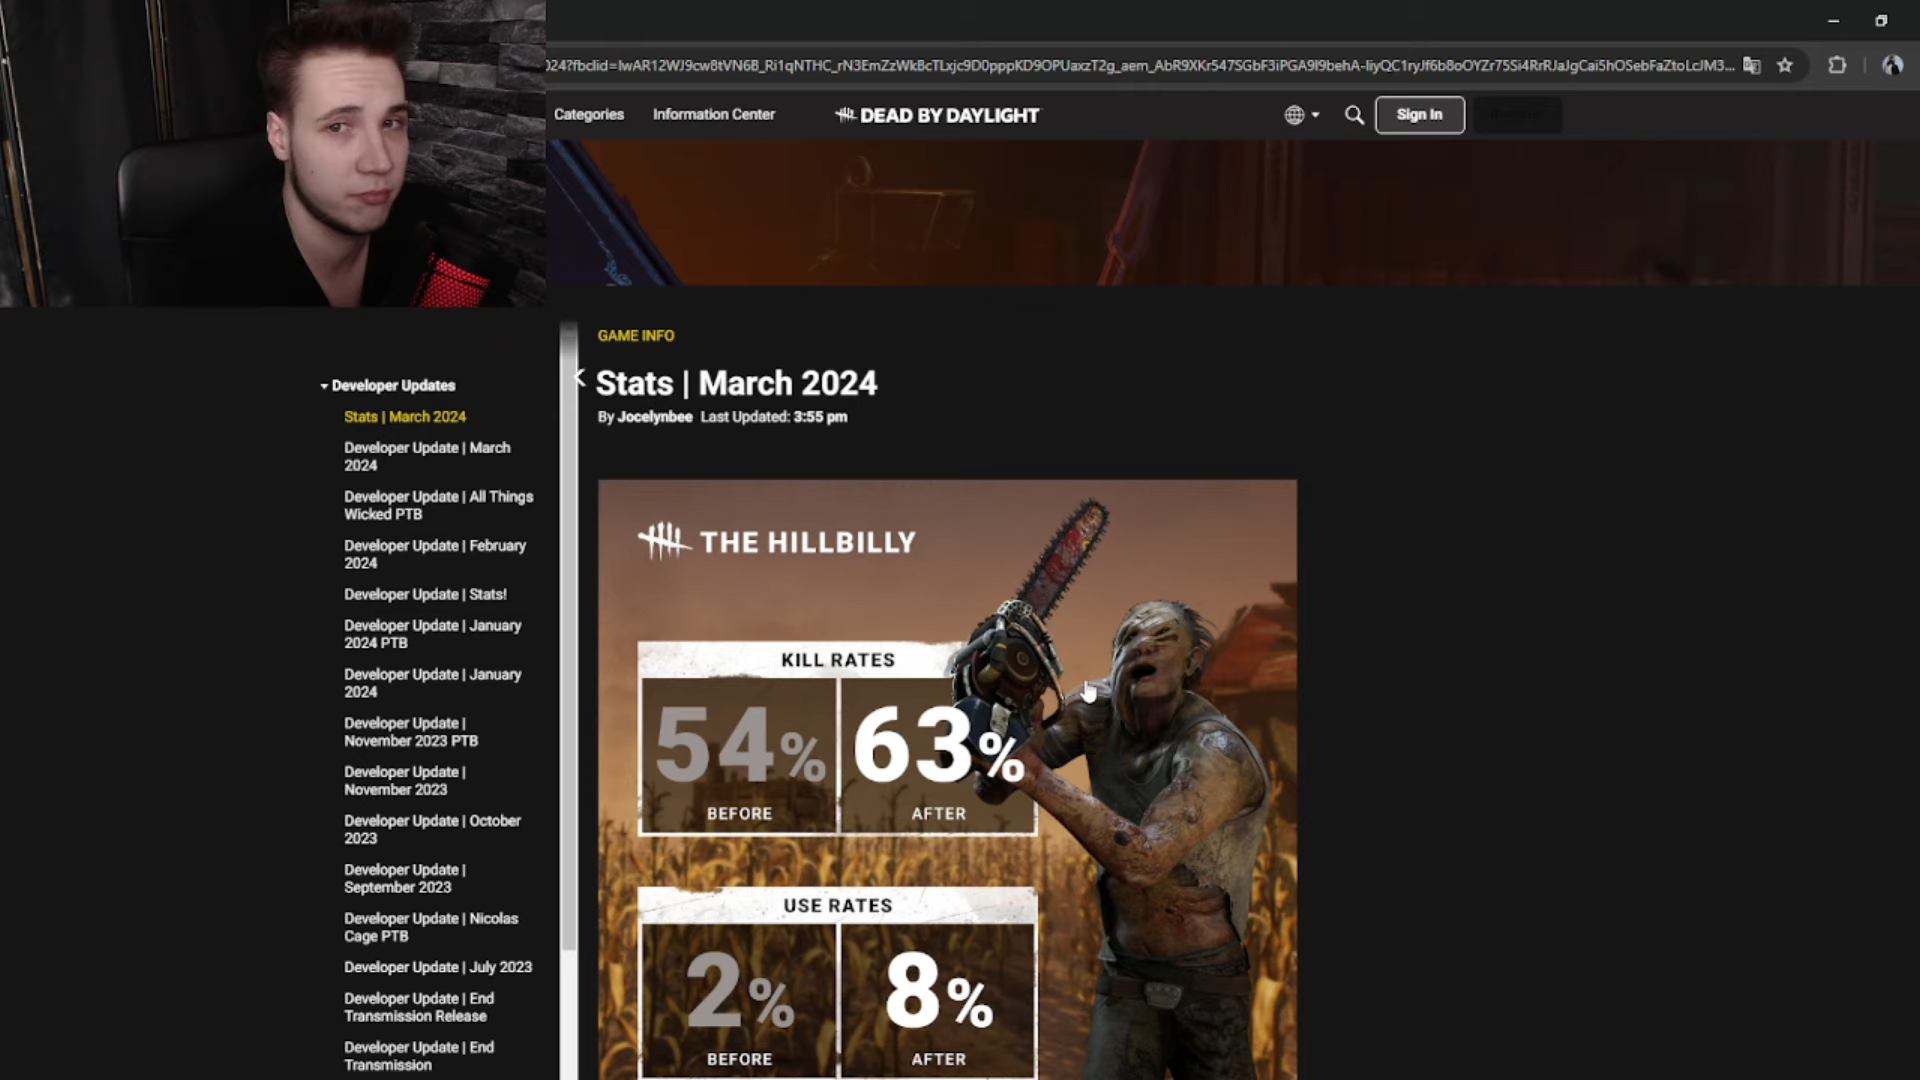 Categories
Information Center
DEAD BY DAYLIGHT
Sign In
GAME INFO
Stats | March 2024
By Jocelynbee Last Updated: 3:55 pm
Developer Updates
Stats | March 2024
Developer Update | March
2024
Developer Update | All Things
Wicked PTB
Developer Update | February
2024
Developer Update | Stats!
Developer Update | January
2024 PTB
Developer Update | January
2024
Developer Update |
November 2023 PTB
Developer Update |
November 2023
Developer Update | October
2023
Developer Update |
September 2023
Developer Update | Nicolas
Cage PTB
Developer Update | July 2023
Developer Update | End
Transmission Release
Developer Update | End
Transmission
THE HILLBILLY
KILL RATES
54% 63%
BEFORE AFTER
USE RATES
2% 8%
BEFORE AFTER